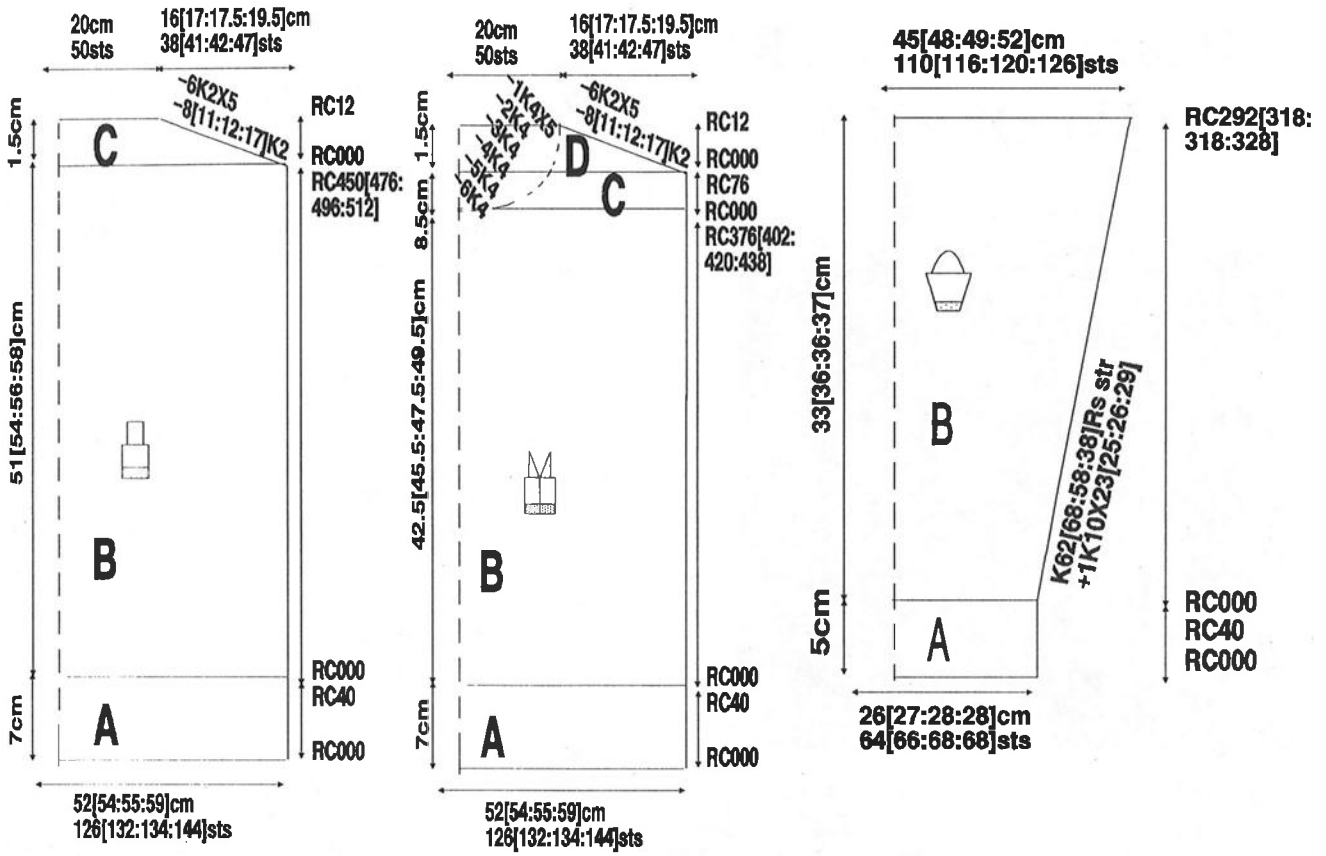 20cm
50sts
16[17:17.5:19.5]cm
38[41:42:47]sts
-6K2X5
-8[11:12:17]K2
RC12
RC000
1.5cm
C
RC450[476:
496:512]
51[54:56:58]cm
B
RC000
RC40
7cm
A
RC000
52[54:55:59]cm
126[132:134:144]sts
20cm
50sts
16[17:17.5:19.5]cm
38[41:42:47]sts
-6K2X5
-8[11:12:17]K2
-1K4X5
-2K4
-3K4
-4K4
-5K4
-6K4
RC12
RC000
1.5cm
D
RC76
RC000
8.5cm
C
RC376[402:
420:438]
42.5[45.5:47.5:49.5]cm
B
RC000
RC40
7cm
A
RC000
52[54:55:59]cm
126[132:134:144]sts
45[48:49:52]cm
110[116:120:126]sts
RC292[318:
318:328]
33[36:36:37]cm
B
K62[68:58:38]Rs str
+1K10X23[25:26:29]
RC000
RC40
RC000
5cm
A
26[27:28:28]cm
64[66:68:68]sts